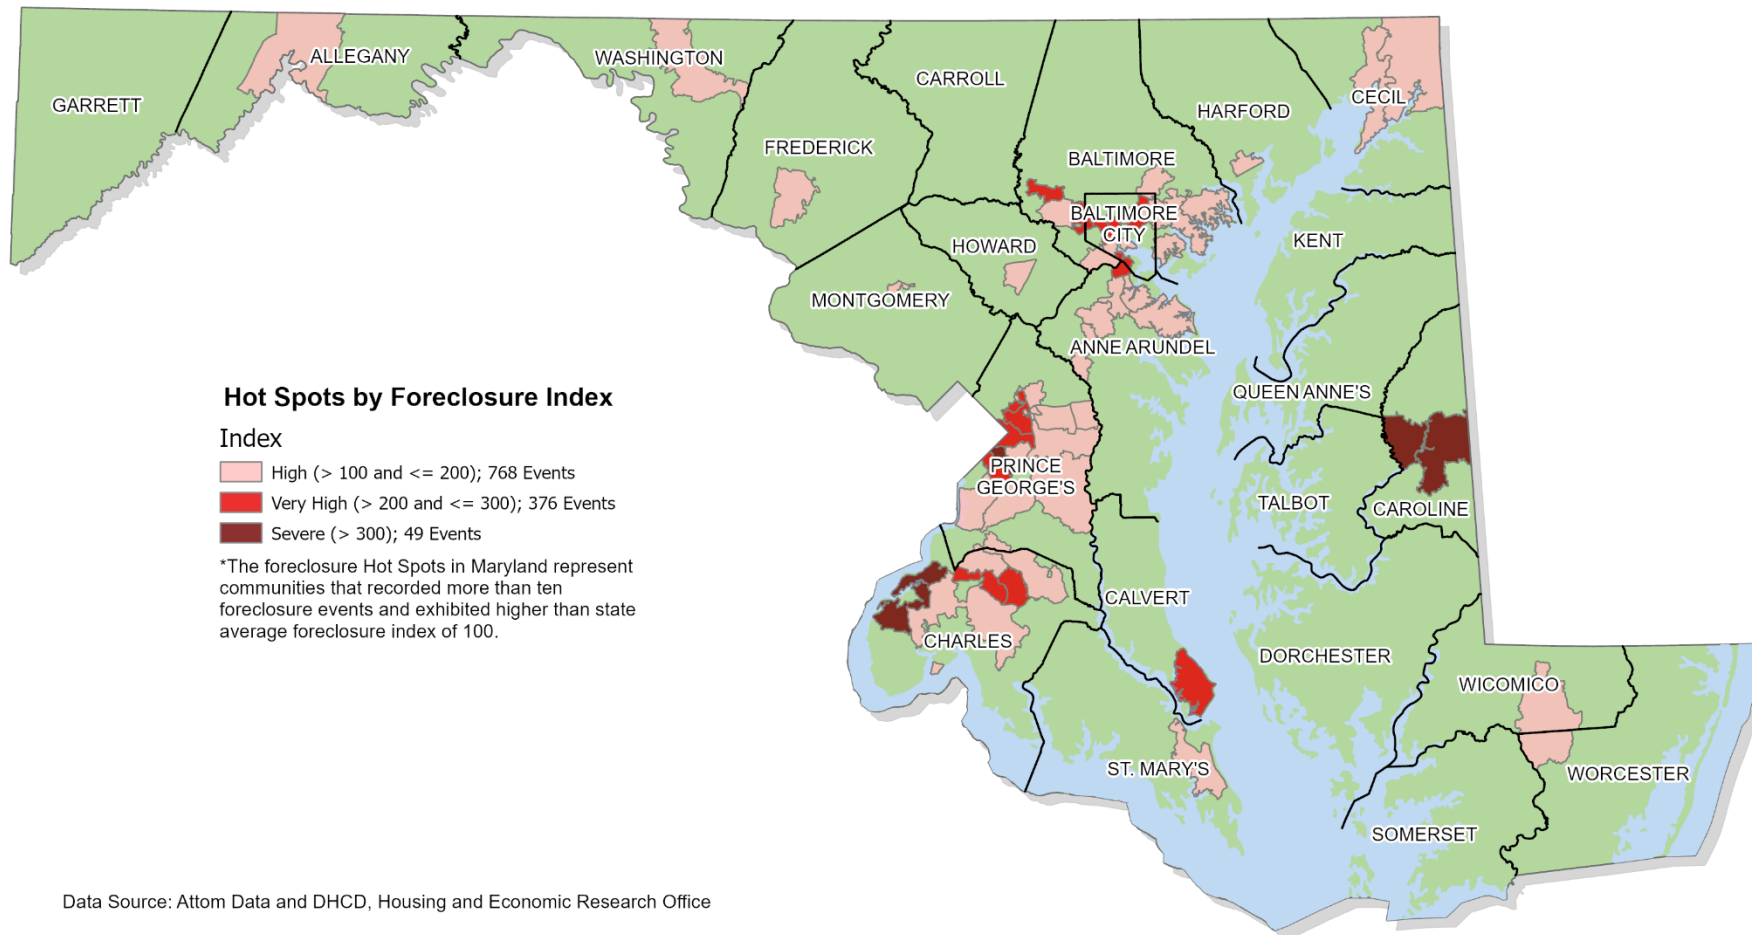 GARRETT
ALLEGANY
WASHINGTON
FREDERICK
CARROLL
BALTIMORE
HARFORD
CECIL
BALTIMORE
CITY
HOWARD
MONTGOMERY
KENT
ANNE ARUNDEL
QUEEN ANNE'S
PRINCE
GEORGE'S
TALBOT
CAROLINE
CALVERT
CHARLES
DORCHESTER
WICOMICO
ST. MARY'S
WORCESTER
SOMERSET
Hot Spots by Foreclosure Index
Index
High (> 100 and <= 200); 768 Events
Very High (> 200 and <= 300); 376 Events
Severe (> 300); 49 Events
*The foreclosure Hot Spots in Maryland represent
communities that recorded more than ten
foreclosure events and exhibited higher than state
average foreclosure index of 100.
Data Source: Attom Data and DHCD, Housing and Economic Research Office